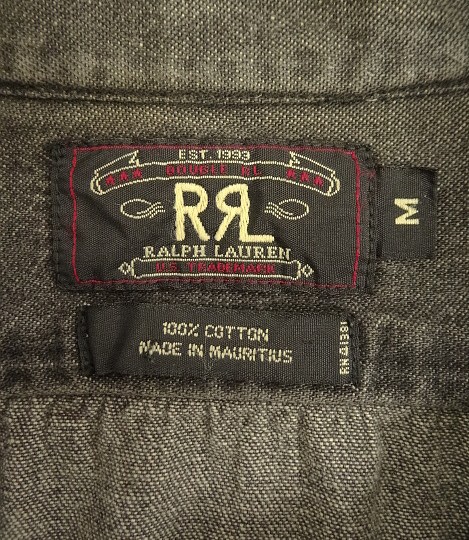 EST. 1993
DOUBLE RL
RRL
RALPH LAUREN
U.S. TRADEMARK
M
100% COTTON
MADE IN MAURITIUS
RN 41381